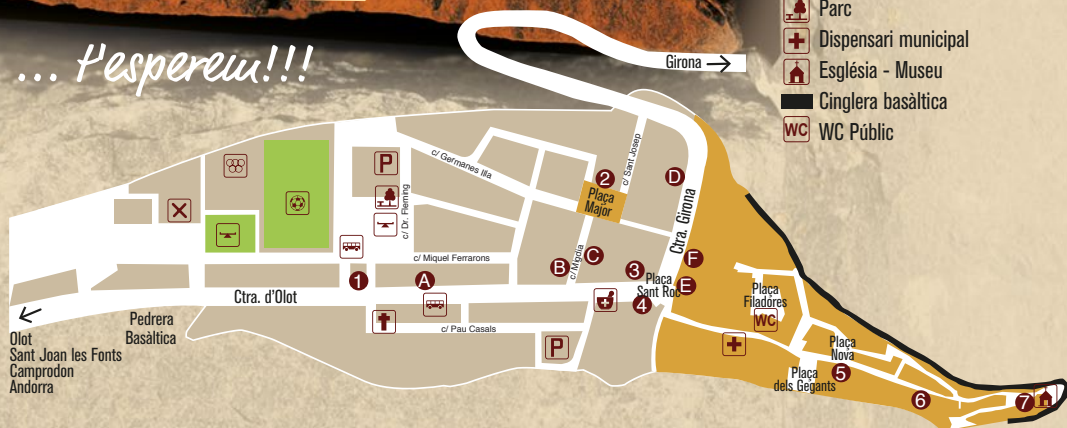 ... t'esperem!!!
Girona
Parc
Dispensari municipal
Església - Museu
Cinglera basàltica
WC
WC Públic
P
c/ Germanes Illa
c/ Dr. Fleming
c/ Sant Josep
2
Plaça
Major
D
Ctra. Girona
c/ Miquel Ferrarons
c/ Migdia
B
C
3
F
1
A
Plaça
Sant Roc
E
4
Ctra. d'Olot
c/ Pau Casals
P
Plaça
Filadores
WC
Plaça
Nova
Plaça
dels Gegants
5
6
7
Pedrera
Basàltica
Olot
Sant Joan les Fonts
Camprodon
Andorra